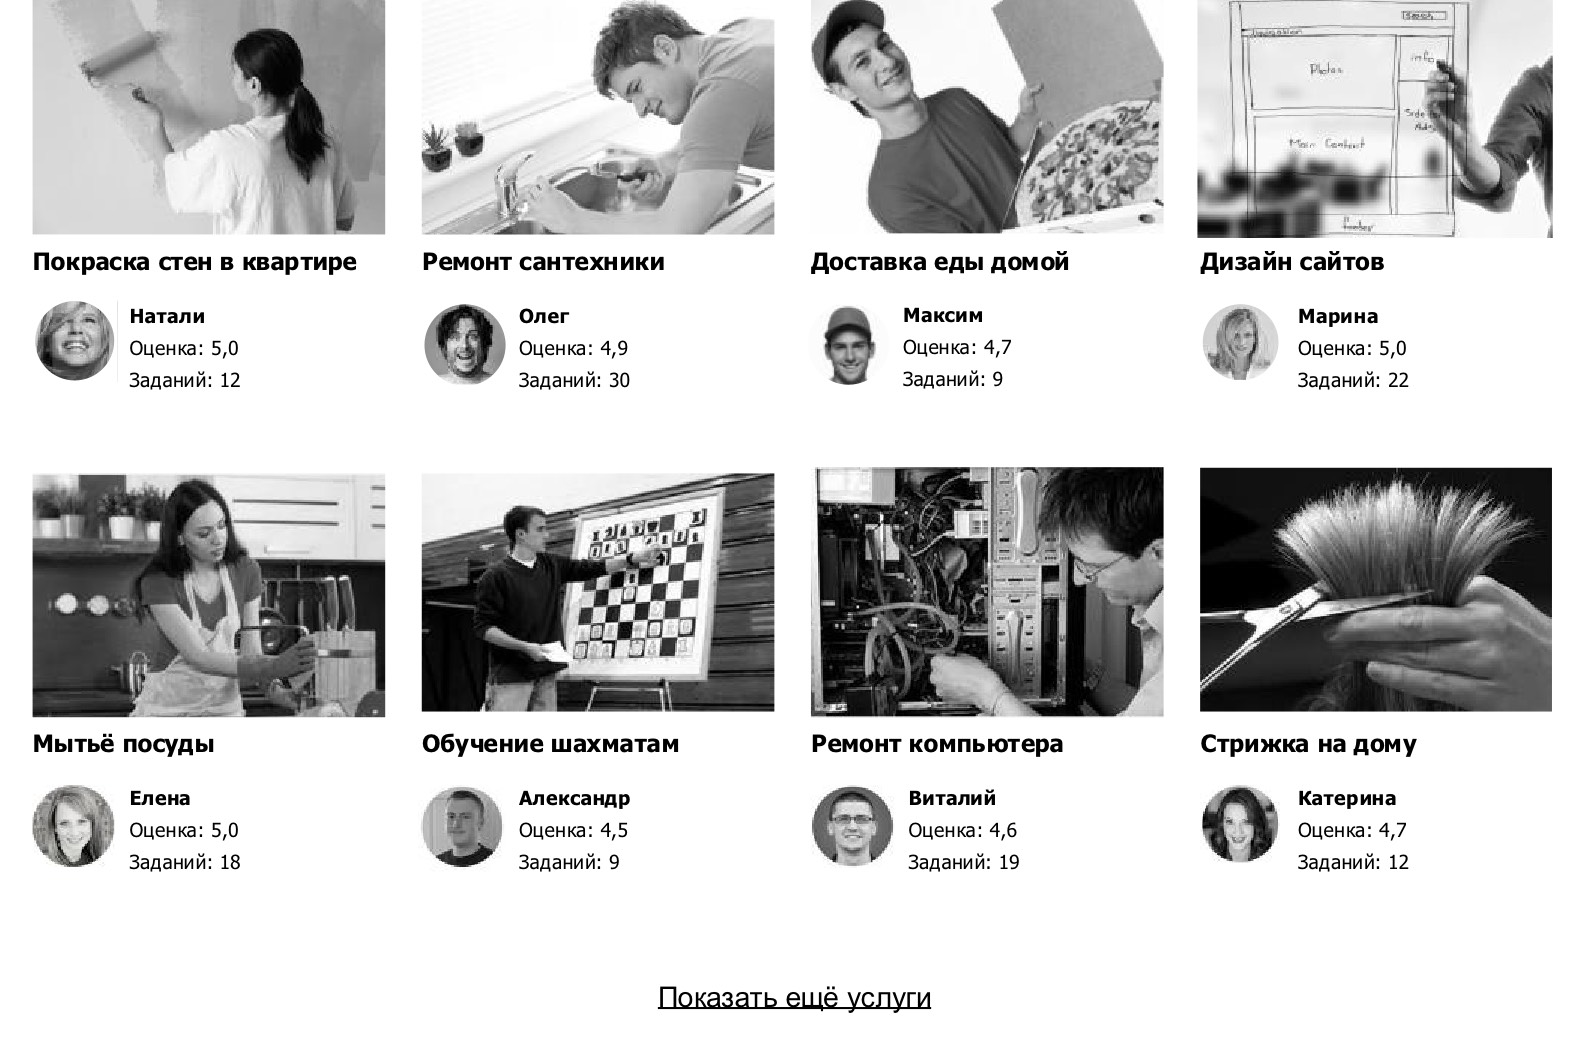 Search
Photos
info
Main Content
Footer
Покраска стен в квартире
Ремонт сантехники
Доставка еды домой
Дизайн сайтов
Натали
Оценка: 5,0
Заданий: 12
Олег
Оценка: 4,9
Заданий: 30
Максим
Оценка: 4,7
Заданий: 9
Марина
Оценка: 5,0
Заданий: 22
Мытьё посуды
Обучение шахматам
Ремонт компьютера
Стрижка на дому
Елена
Оценка: 5,0
Заданий: 18
Александр
Оценка: 4,5
Заданий: 9
Виталий
Оценка: 4,6
Заданий: 19
Катерина
Оценка: 4,7
Заданий: 12
Показать ещё услуги